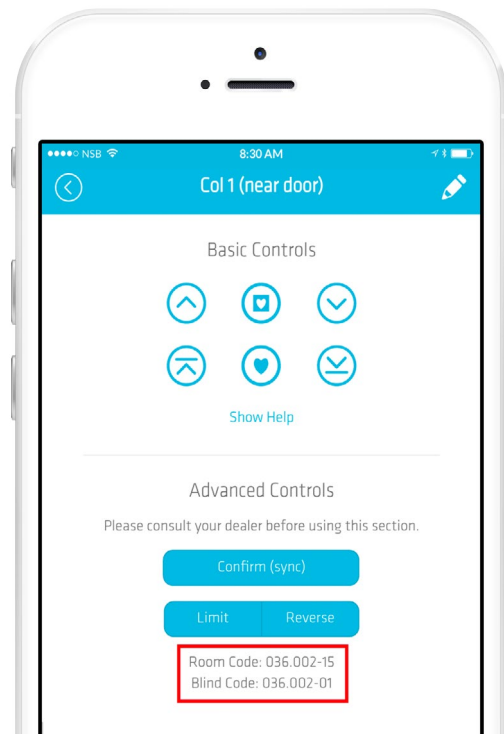 NSB 8:30 AM
Col 1 (near door)
Basic Controls
Show Help
Advanced Controls
Please consult your dealer before using this section.
Confirm (sync)
Limit Reverse
Room Code: 036.002-15
Blind Code: 036.002-01